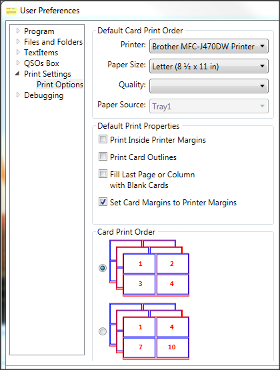 User Preferences
Program
Files and Folders
TextItems
QSOs Box
Print Settings
Print Options
Debugging
Default Card Print Order
Printer: Brother MFC-J470DW Printer
Paper Size: Letter (8 ½ x 11 in)
Quality:
Paper Source: Tray1
Default Print Properties
Print Inside Printer Margins
Print Card Outlines
Fill Last Page or Column
with Blank Cards
Set Card Margins to Printer Margins
Card Print Order
1 2
3 4
1 4
7 10